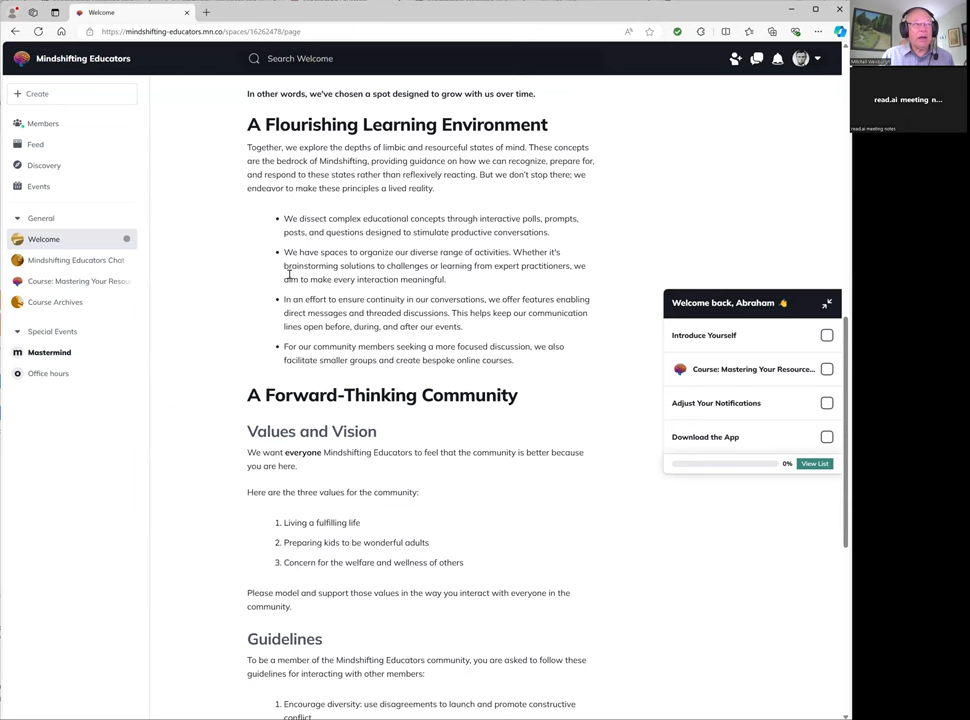 Welcome
https://mindshifting-educators.mn.co/spaces/16262478/page
Mindshifting Educators
Search Welcome
Create
Members
Feed
Discovery
Events
General
Welcome
Mindshifting Educators Chat
Course: Mastering Your Resou
Course Archives
Special Events
Mastermind
Office hours
In other words, we've chosen a spot designed to grow with us over time.
A Flourishing Learning Environment
Together, we explore the depths of limbic and resourceful states of mind. These concepts
are the bedrock of Mindshifting, providing guidance on how we can recognize, prepare for,
and respond to these states rather than reflexively reacting. But we don't stop there; we
endeavor to make these principles a lived reality.
• We dissect complex educational concepts through interactive polls, prompts,
posts, and questions designed to stimulate productive conversations.
• We have spaces to organize our diverse range of activities. Whether it's
brainstorming solutions to challenges or learning from expert practitioners, we
aim to make every interaction meaningful.
• In an effort to ensure continuity in our conversations, we offer features enabling
direct messages and threaded discussions. This helps keep our communication
lines open before, during, and after our events.
• For our community members seeking a more focused discussion, we also
facilitate smaller groups and create bespoke online courses.
A Forward-Thinking Community
Values and Vision
We want everyone Mindshifting Educators to feel that the community is better because
you are here.
Here are the three values for the community:
1. Living a fulfilling life
2. Preparing kids to be wonderful adults
3. Concern for the welfare and wellness of others
Please model and support those values in the way you interact with everyone in the
community.
Guidelines
To be a member of the Mindshifting Educators community, you are asked to follow these
guidelines for interacting with other members:
1. Encourage diversity: use disagreements to launch and promote constructive
conflict
Welcome back, Abraham 👋
Introduce Yourself
Course: Mastering Your Resource...
Adjust Your Notifications
Download the App
0%
View List
Mitchell Weisburgh
read.ai meeting n...
read.ai meeting notes